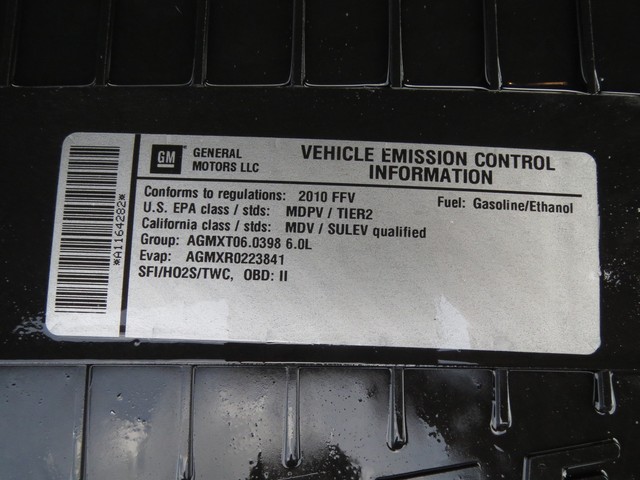 *A1164282*
GM GENERAL MOTORS LLC
VEHICLE EMISSION CONTROL
INFORMATION
Conforms to regulations: 2010 FFV Fuel: Gasoline/Ethanol
U.S. EPA class / stds: MDPV / TIER2
California class / stds: MDV / SULEV qualified
Group: AGMXT06.0398 6.0L
Evap: AGMXR0223841
SFI/HO2S/TWC, OBD: II